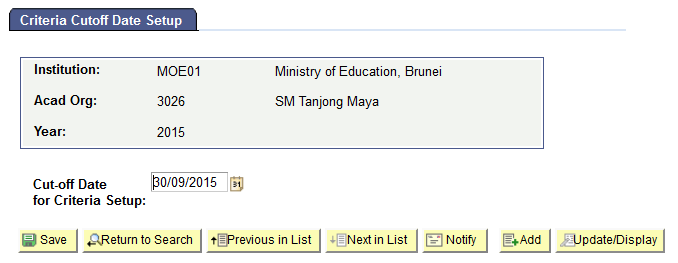 Criteria Cutoff Date Setup
Institution: MOE01 Ministry of Education, Brunei
Acad Org: 3026 SM Tanjong Maya
Year: 2015
Cut-off Date
for Criteria Setup: 30/09/2015 31
Save Return to Search Previous in List Next in List Notify Add Update/Display